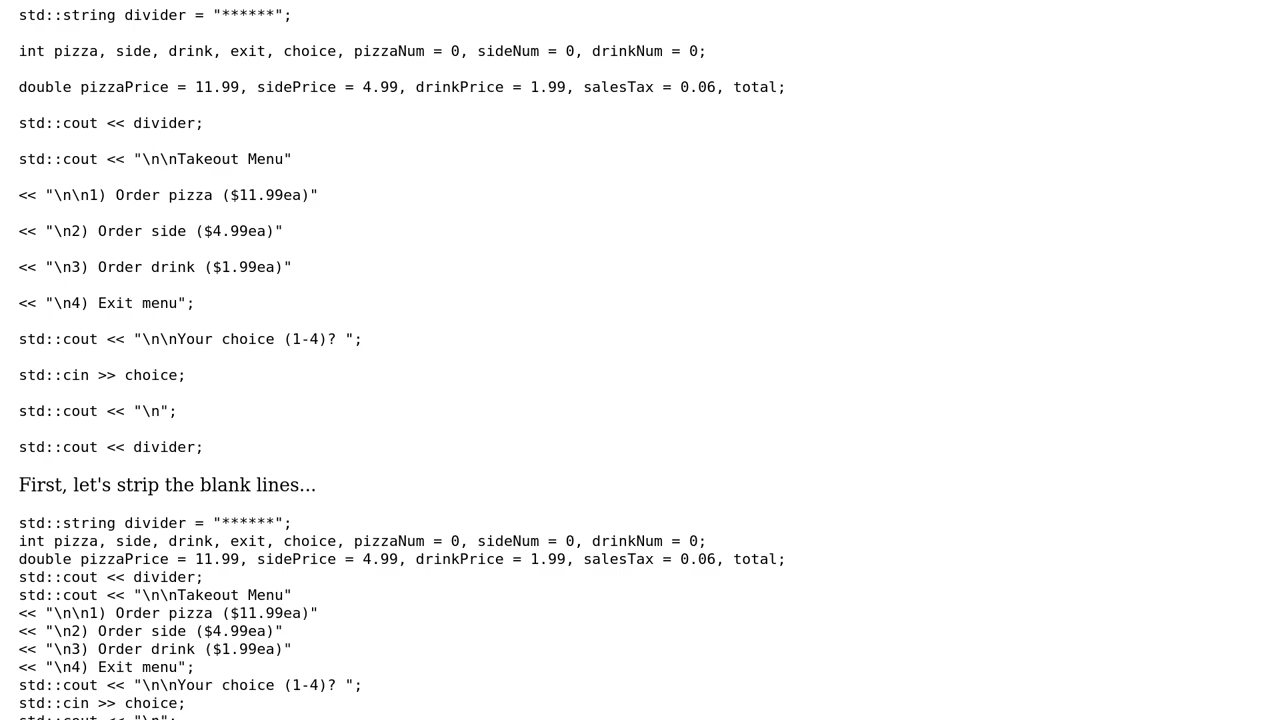 std::string divider = "******";
int pizza, side, drink, exit, choice, pizzaNum = 0, sideNum = 0, drinkNum = 0;
double pizzaPrice = 11.99, sidePrice = 4.99, drinkPrice = 1.99, salesTax = 0.06, total;
std::cout << divider;
std::cout << "\n\nTakeout Menu"
<< "\n\n1) Order pizza ($11.99ea)"
<< "\n2) Order side ($4.99ea)"
<< "\n3) Order drink ($1.99ea)"
<< "\n4) Exit menu";
std::cout << "\n\nYour choice (1-4)? ";
std::cin >> choice;
std::cout << "\n";
std::cout << divider;
First, let's strip the blank lines...
std::string divider = "******";
int pizza, side, drink, exit, choice, pizzaNum = 0, sideNum = 0, drinkNum = 0;
double pizzaPrice = 11.99, sidePrice = 4.99, drinkPrice = 1.99, salesTax = 0.06, total;
std::cout << divider;
std::cout << "\n\nTakeout Menu"
<< "\n\n1) Order pizza ($11.99ea)"
<< "\n2) Order side ($4.99ea)"
<< "\n3) Order drink ($1.99ea)"
<< "\n4) Exit menu";
std::cout << "\n\nYour choice (1-4)? ";
std::cin >> choice;
std::cout << "\n";